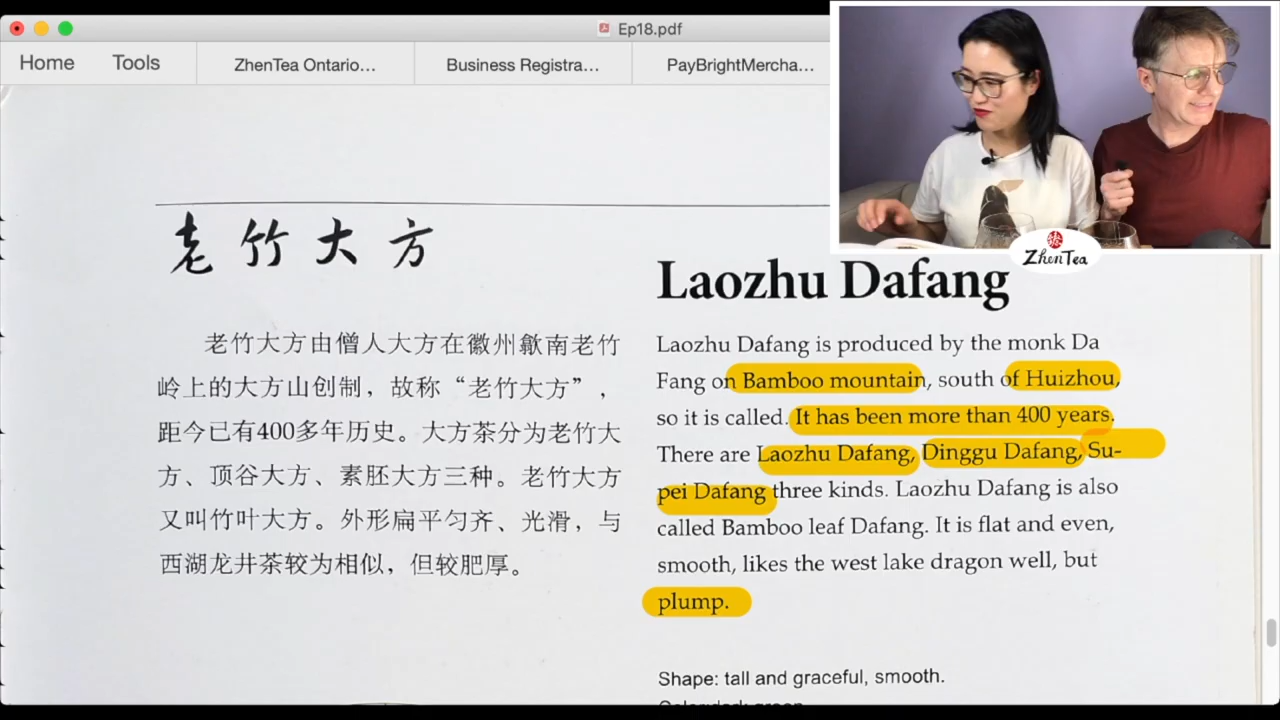 Ep18.pdf
Home
Tools
ZhenTea Ontario...
Business Registra...
PayBrightMercha...
ZhenTea
老竹大方
老竹大方由僧人大方在徽州歙南老竹
岭上的大方山创制，故称“老竹大方”，
距今已有400多年历史。大方茶分为老竹大
方、顶谷大方、素胚大方三种。老竹大方
又叫竹叶大方。外形扁平匀齐、光滑，与
西湖龙井茶较为相似，但较肥厚。
Laozhu Dafang
Laozhu Dafang is produced by the monk Da
Fang on Bamboo mountain, south of Huizhou,
so it is called. It has been more than 400 years.
There are Laozhu Dafang, Dinggu Dafang, Su-
pei Dafang three kinds. Laozhu Dafang is also
called Bamboo leaf Dafang. It is flat and even,
smooth, likes the west lake dragon well, but
plump.
Shape: tall and graceful, smooth.